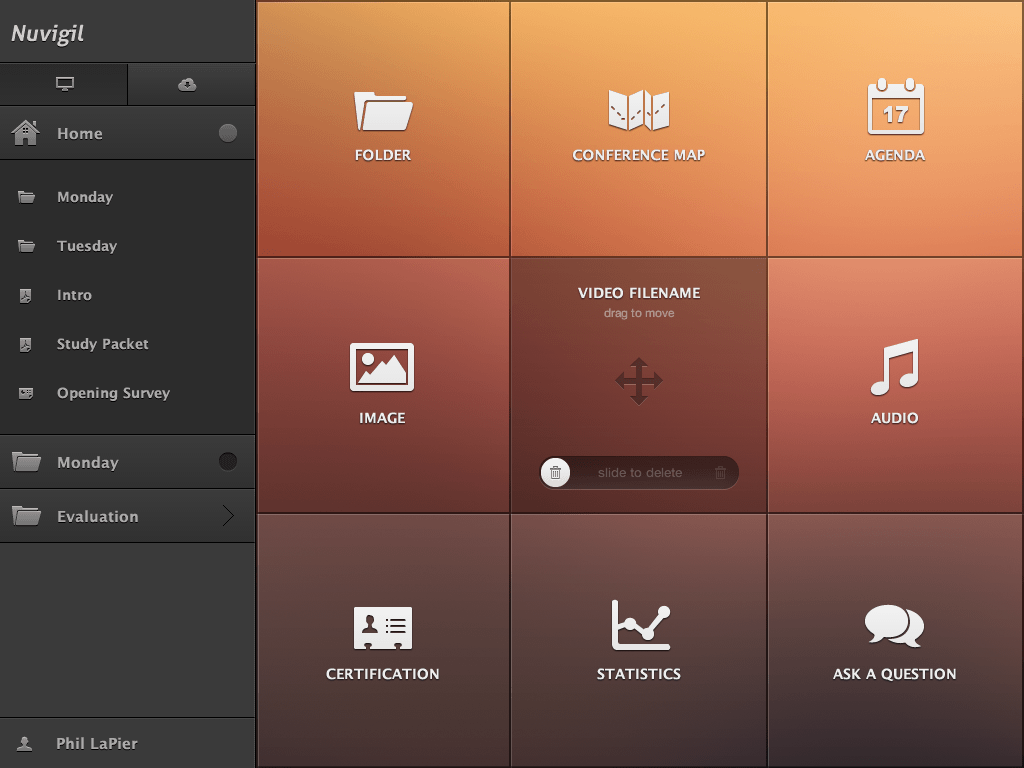 Nuvigil
Home
Monday
Tuesday
Intro
Study Packet
Opening Survey
Monday
Evaluation
Phil LaPier
FOLDER
CONFERENCE MAP
17
AGENDA
IMAGE
VIDEO FILENAME
drag to move
slide to delete
AUDIO
CERTIFICATION
STATISTICS
ASK A QUESTION